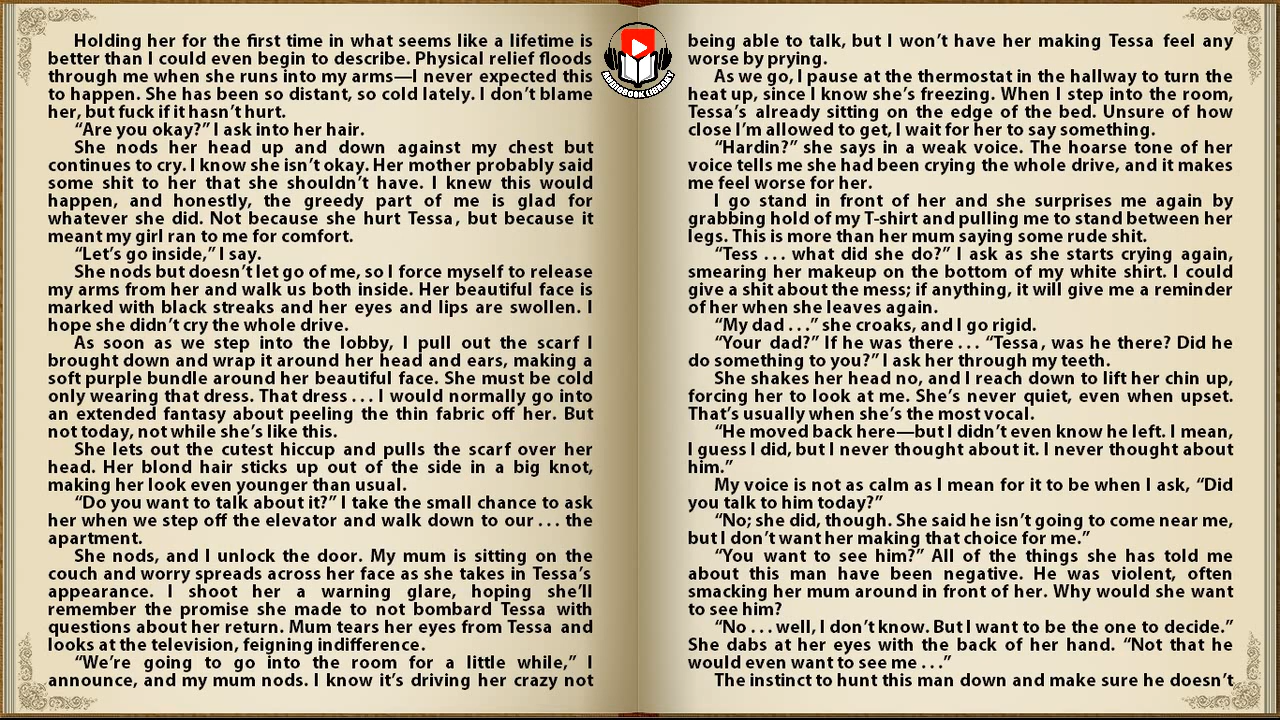 Holding her for the first time in what seems like a lifetime is
better than I could even begin to describe. Physical relief floods
through me when she runs into my arms—I never expected this
to happen. She has been so distant, so cold lately. I don’t blame
her, but fuck if it hasn’t hurt.
“Are you okay?” I ask into her hair.
She nods her head up and down against my chest but
continues to cry. I know she isn’t okay. Her mother probably said
some shit to her that she shouldn’t have. I knew this would
happen, and honestly, the greedy part of me is glad for
whatever she did. Not because she hurt Tessa, but because it
meant my girl ran to me for comfort.
“Let’s go inside,” I say.
She nods but doesn’t let go of me, so I force myself to release
my arms from her and walk us both inside. Her beautiful face is
marked with black streaks and her eyes and lips are swollen. I
hope she didn’t cry the whole drive.
As soon as we step into the lobby, I pull out the scarf I
brought down and wrap it around her head and ears, making a
soft purple bundle around her beautiful face. She must be cold
only wearing that dress. That dress . . . I would normally go into
an extended fantasy about peeling the thin fabric off her. But
not today, not while she’s like this.
She lets out the cutest hiccup and pulls the scarf over her
head. Her blond hair sticks up out of the side in a big knot,
making her look even younger than usual.
“Do you want to talk about it?” I take the small chance to ask
her when we step off the elevator and walk down to our . . . the
apartment.
She nods, and I unlock the door. My mum is sitting on the
couch and worry spreads across her face as she takes in Tessa’s
appearance. I shoot her a warning glare, hoping she’ll
remember the promise she made to not bombard Tessa with
questions about her return. Mum tears her eyes from Tessa and
looks at the television, feigning indifference.
“We’re going to go into the room for a little while,” I
announce, and my mum nods. I know it’s driving her crazy not
AUDIOBOOK LIBRARY
being able to talk, but I won’t have her making Tessa feel any
worse by prying.
As we go, I pause at the thermostat in the hallway to turn the
heat up, since I know she’s freezing. When I step into the room,
Tessa’s already sitting on the edge of the bed. Unsure of how
close I’m allowed to get, I wait for her to say something.
“Hardin?” she says in a weak voice. The hoarse tone of her
voice tells me she had been crying the whole drive, and it makes
me feel worse for her.
I go stand in front of her and she surprises me again by
grabbing hold of my T-shirt and pulling me to stand between her
legs. This is more than her mum saying some rude shit.
“Tess . . . what did she do?” I ask as she starts crying again,
smearing her makeup on the bottom of my white shirt. I could
give a shit about the mess; if anything, it will give me a reminder
of her when she leaves again.
“My dad . . .” she croaks, and I go rigid.
“Your dad?” If he was there . . . “Tessa, was he there? Did he
do something to you?” I ask her through my teeth.
She shakes her head no, and I reach down to lift her chin up,
forcing her to look at me. She’s never quiet, even when upset.
That’s usually when she’s the most vocal.
“He moved back here—but I didn’t even know he left. I mean,
I guess I did, but I never thought about it. I never thought about
him.”
My voice is not as calm as I mean for it to be when I ask, “Did
you talk to him today?”
“No; she did, though. She said he isn’t going to come near me,
but I don’t want her making that choice for me.”
“You want to see him?” All of the things she has told me
about this man have been negative. He was violent, often
smacking her mum around in front of her. Why would she want
to see him?
“No . . . well, I don’t know. But I want to be the one to decide.”
She dabs at her eyes with the back of her hand. “Not that he
would even want to see me . . .”
The instinct to hunt this man down and make sure he doesn’t